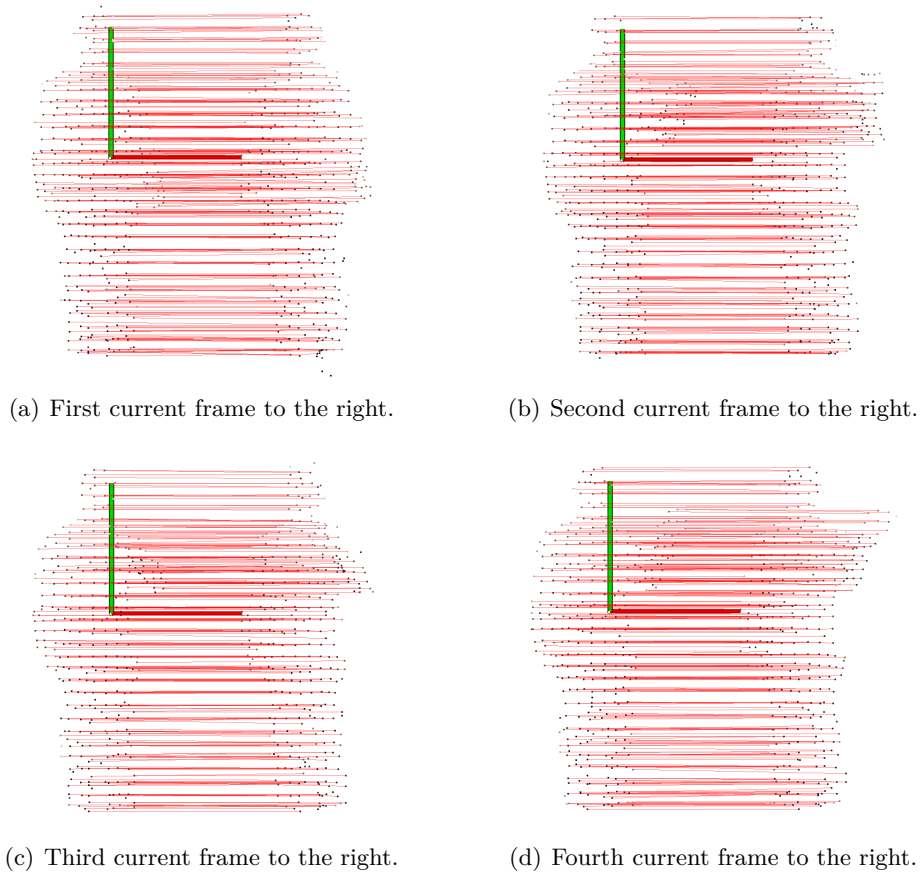 (a) First current frame to the right.
(b) Second current frame to the right.
(c) Third current frame to the right.
(d) Fourth current frame to the right.